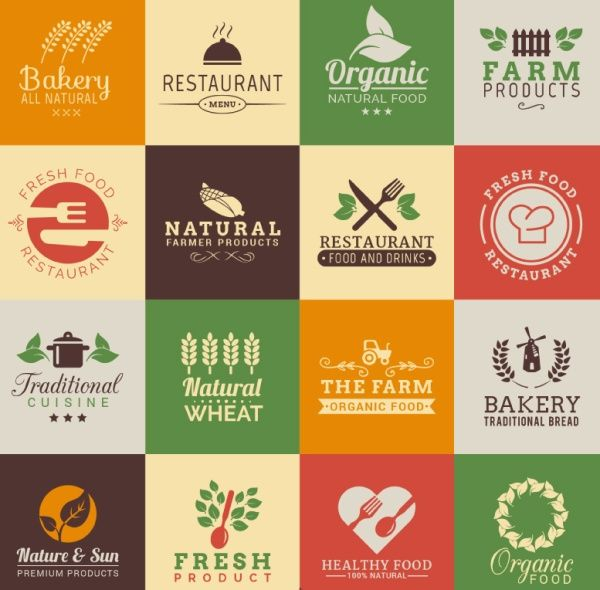 Bakery
ALL NATURAL
×××
RESTAURANT
MENU
Organic
NATURAL FOOD
FARM
PRODUCTS
FRESH FOOD
RESTAURANT
NATURAL
FARMER PRODUCTS
RESTAURANT
FOOD AND DRINKS
FRESH FOOD
RESTAURANT
Traditional
CUISINE
Natural
WHEAT
THE FARM
ORGANIC FOOD
BAKERY
TRADITIONAL BREAD
Nature & Sun
PREMIUM PRODUCTS
FRESH
PRODUCT
HEALTHY FOOD
100% NATURAL
Organic
FOOD